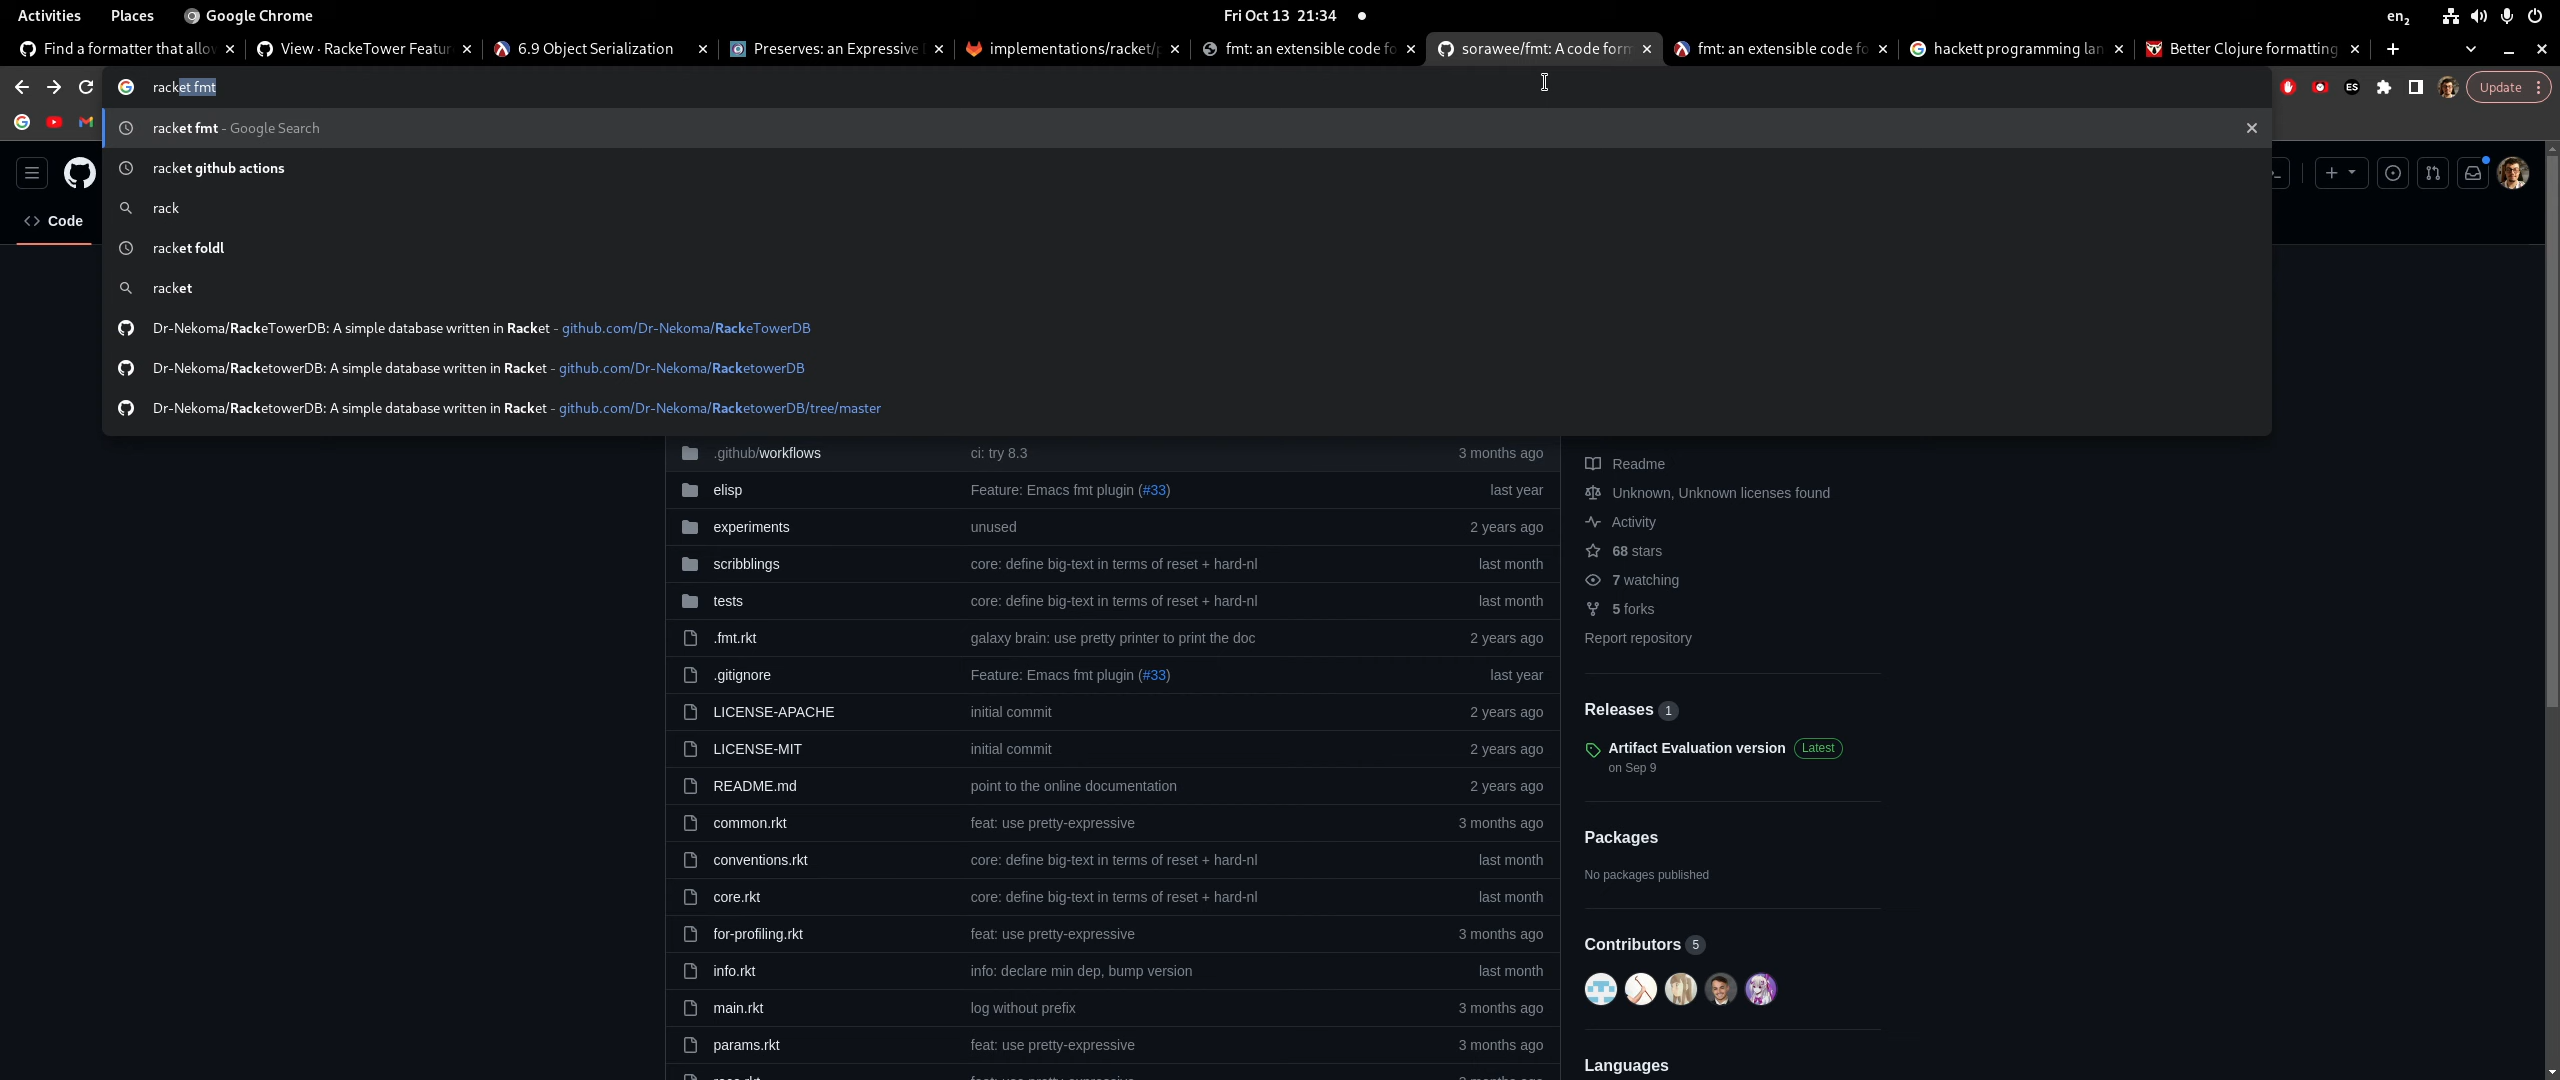 Activities Places Google Chrome Fri Oct 13 21:34 en2
Find a formatter that allo View · RackeTower Featur 6.9 Object Serialization Preserves: an Expressive implementations/racket/p fmt: an extensible code fo sorawee/fmt: A code form fmt: an extensible code fo hackett programming lan Better Clojure formatting
racket fmt ES Update
racket fmt - Google Search
racket github actions
rack
Code
racket foldl
racket
Dr-Nekoma/RackeTowerDB: A simple database written in Racket - github.com/Dr-Nekoma/RackeTowerDB
Dr-Nekoma/RacketowerDB: A simple database written in Racket - github.com/Dr-Nekoma/RacketowerDB
Dr-Nekoma/RacketowerDB: A simple database written in Racket - github.com/Dr-Nekoma/RacketowerDB/tree/master
.github/workflows ci: try 8.3 3 months ago
elisp Feature: Emacs fmt plugin (#33) last year
experiments unused 2 years ago
scribblings core: define big-text in terms of reset + hard-nl last month
tests core: define big-text in terms of reset + hard-nl last month
.fmt.rkt galaxy brain: use pretty printer to print the doc 2 years ago
.gitignore Feature: Emacs fmt plugin (#33) last year
LICENSE-APACHE initial commit 2 years ago
LICENSE-MIT initial commit 2 years ago
README.md point to the online documentation 2 years ago
common.rkt feat: use pretty-expressive 3 months ago
conventions.rkt core: define big-text in terms of reset + hard-nl last month
core.rkt core: define big-text in terms of reset + hard-nl last month
for-profiling.rkt feat: use pretty-expressive 3 months ago
info.rkt info: declare min dep, bump version last month
main.rkt log without prefix 3 months ago
params.rkt feat: use pretty-expressive 3 months ago
Readme
Unknown, Unknown licenses found
Activity
68 stars
7 watching
5 forks
Report repository
Releases 1
Artifact Evaluation version Latest
on Sep 9
Packages
No packages published
Contributors 5
Languages